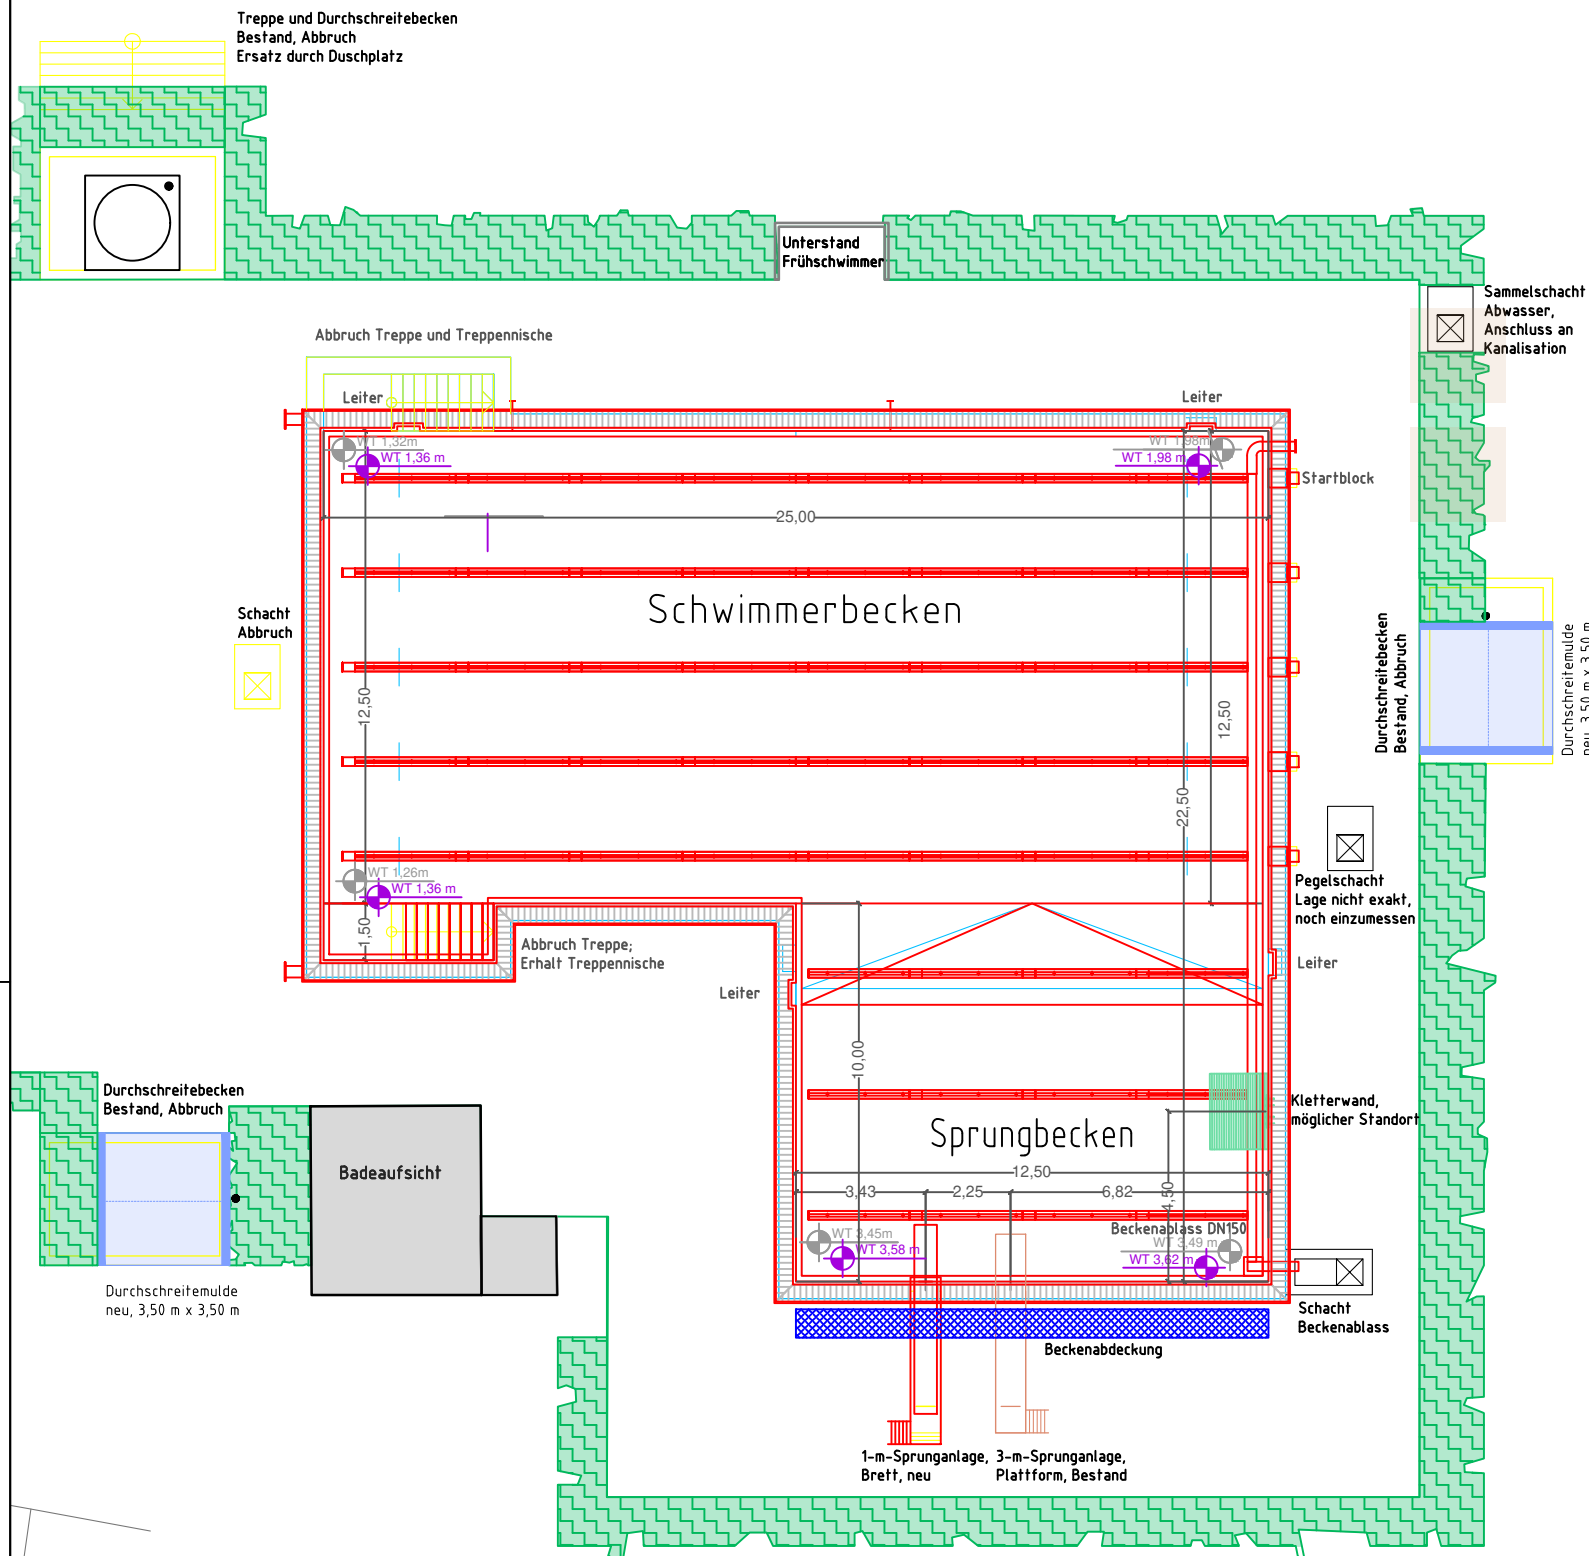 Treppe und Durchschreitebecken
Bestand, Abbruch
Ersatz durch Duschplatz
Unterstand
Frühschwimmer
Sammelschacht
Abwasser,
Anschluss an
Kanalisation
Abbruch Treppe und Treppennische
Leiter
Leiter
WT 1,32m
WT 1,36 m
WT 1,98m
WT 1,98 m
Startblock
25,00
Schwimmerbecken
Schacht
Abbruch
12,50
12,50
22,50
Durchschreitebecken
Bestand, Abbruch
Durchschreitemulde
neu, 3,50 m x 3,50 m
WT 1,26m
WT 1,36 m
1,50
Pegelschacht
Lage nicht exakt,
noch einzumessen
Abbruch Treppe;
Erhalt Treppennische
Leiter
Leiter
10,00
Durchschreitebecken
Bestand, Abbruch
Kletterwand,
möglicher Standort
Sprungbecken
Badeaufsicht
12,50
3,43
2,25
6,82
4,50
Beckenablass DN150
WT 3,45m
WT 3,58 m
WT 3,49 m
WT 3,62 m
Durchschreitemulde
neu, 3,50 m x 3,50 m
Schacht
Beckenablass
Beckenabdeckung
1-m-Sprunganlage,
Brett, neu
3-m-Sprunganlage,
Plattform, Bestand